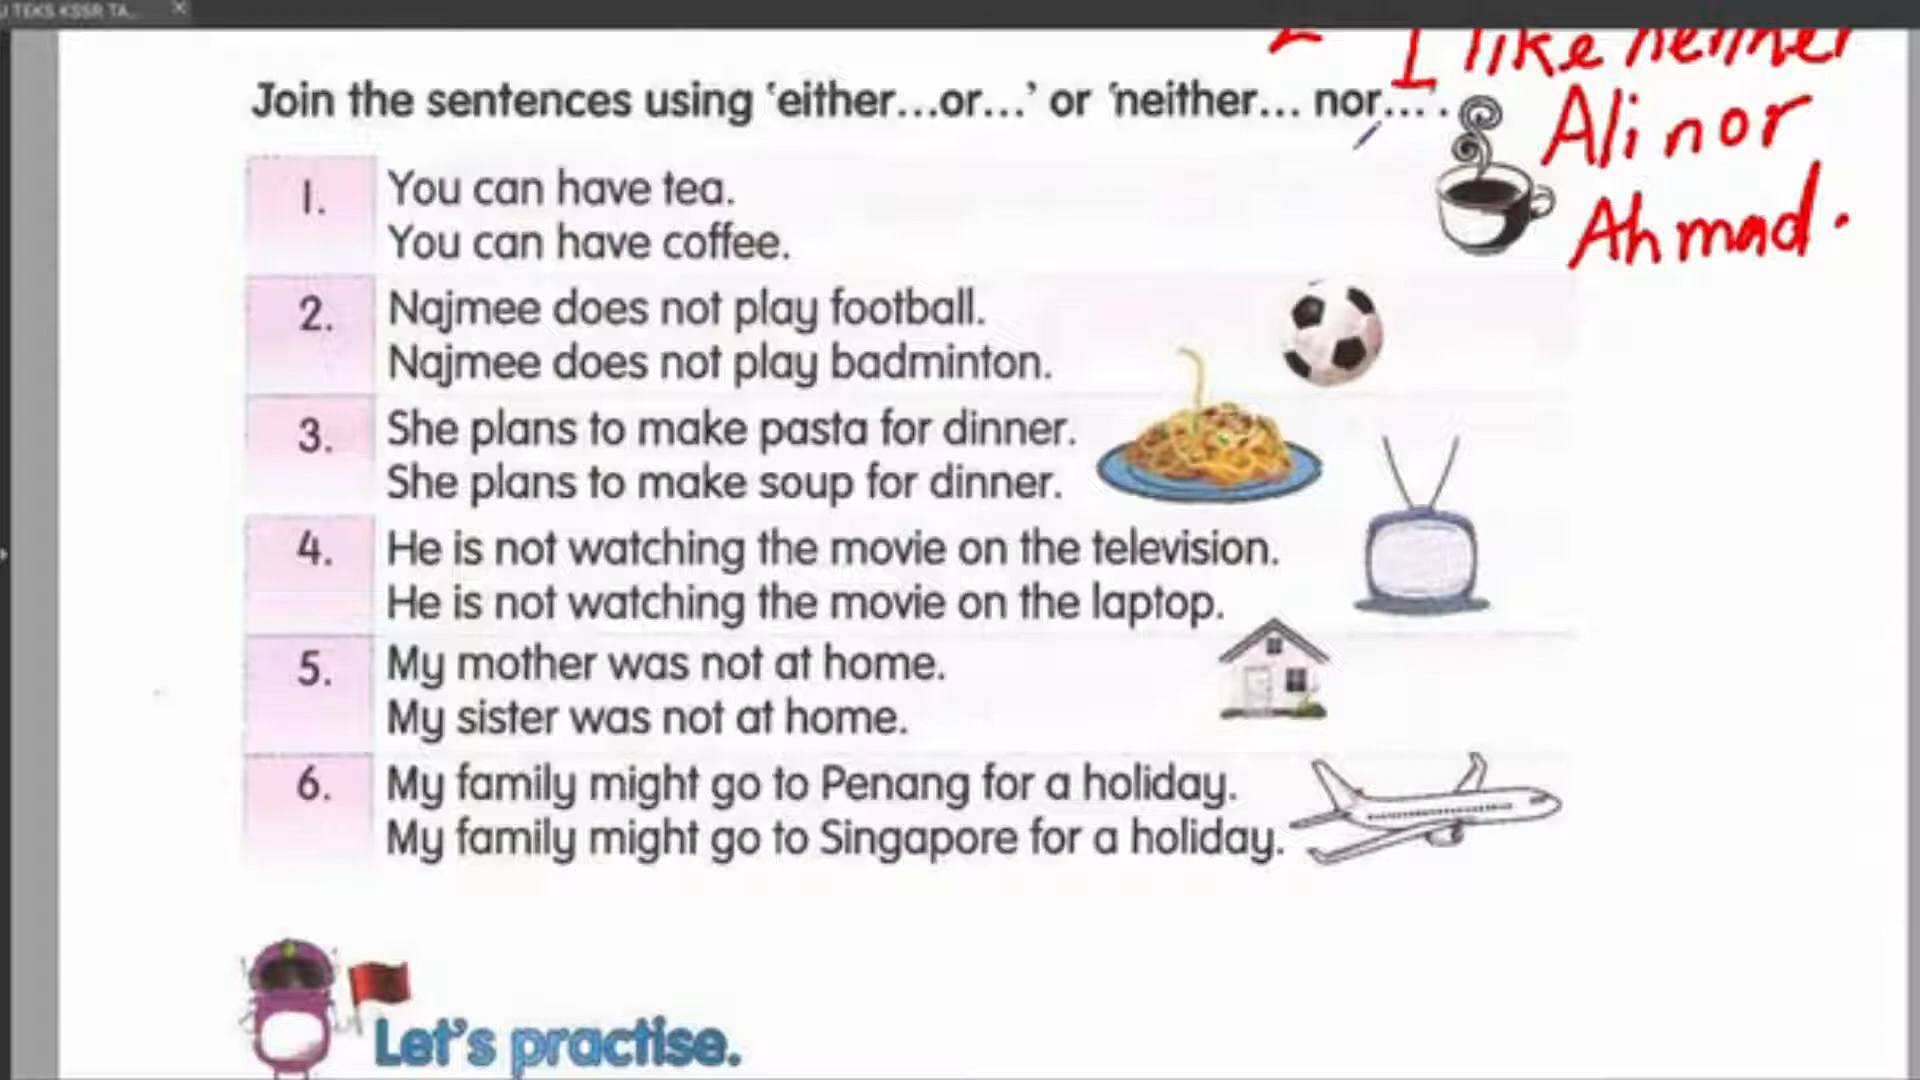 U TEKS KSSR TA...
I like neither
Join the sentences using 'either...or...' or 'neither... nor...'.
Ali nor
Ahmad.
1. You can have tea.
You can have coffee.
2. Najmee does not play football.
Najmee does not play badminton.
3. She plans to make pasta for dinner.
She plans to make soup for dinner.
4. He is not watching the movie on the television.
He is not watching the movie on the laptop.
5. My mother was not at home.
My sister was not at home.
6. My family might go to Penang for a holiday.
My family might go to Singapore for a holiday.
Let's practise.